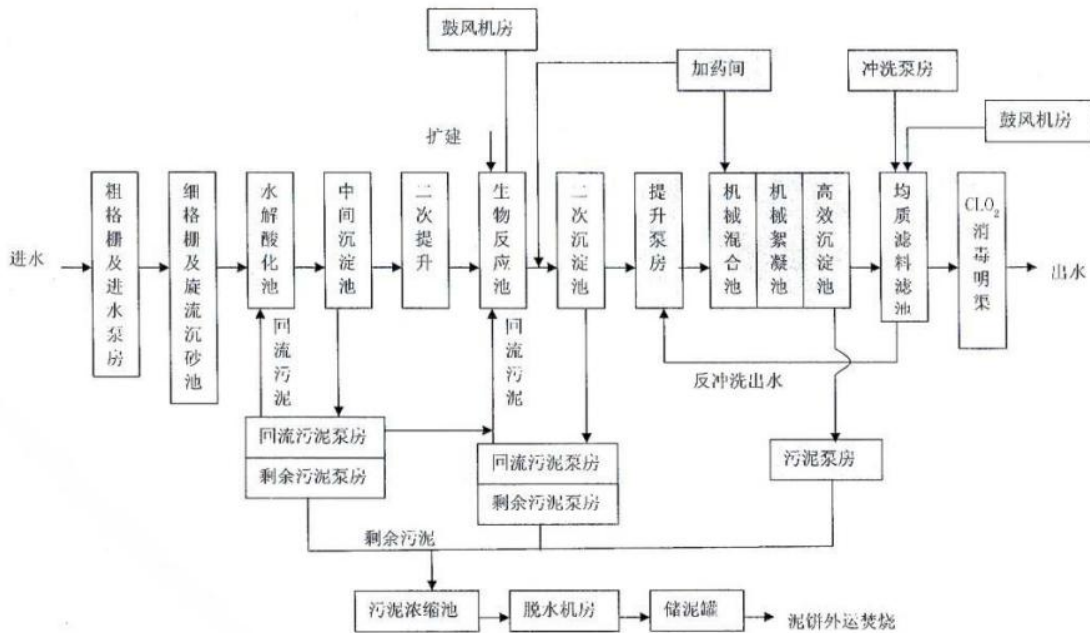 鼓风机房
加药间
冲洗泵房
鼓风机房
扩建
进水
粗格栅及进水泵房
细格栅及旋流沉砂池
水解酸化池
中间沉淀池
二次提升
生物反应池
二次沉淀池
提升泵房
机械混合池
机械絮凝池
高效沉淀池
均质滤料滤池
CLO2消毒明渠
出水
回流污泥
回流污泥
反冲洗出水
回流污泥泵房
剩余污泥泵房
回流污泥泵房
剩余污泥泵房
污泥泵房
剩余污泥
污泥浓缩池
脱水机房
储泥罐
泥饼外运焚烧